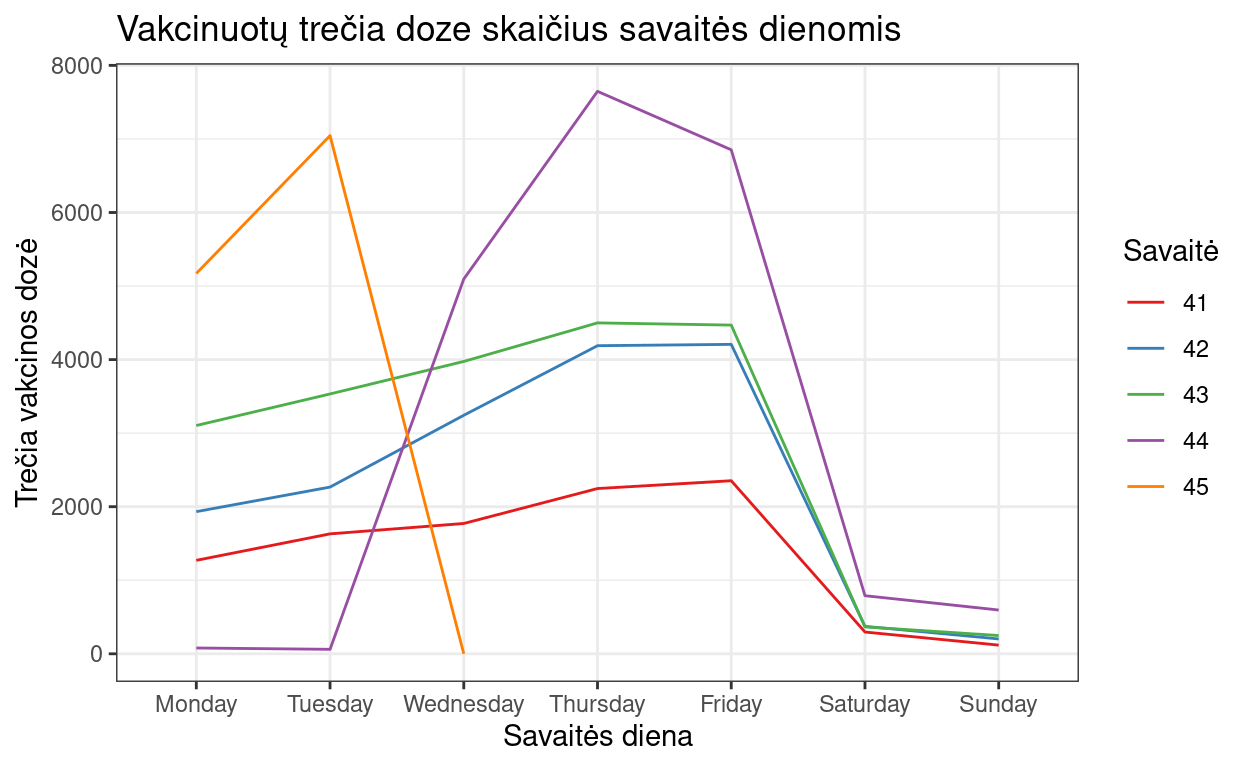 Vakcinuotų trečia doze skaičius savaitės dienomis
8000
6000
4000
2000
0
Trečia vakcinos dozė
Monday Tuesday Wednesday Thursday Friday Saturday Sunday
Savaitės diena
Savaitė
41
42
43
44
45